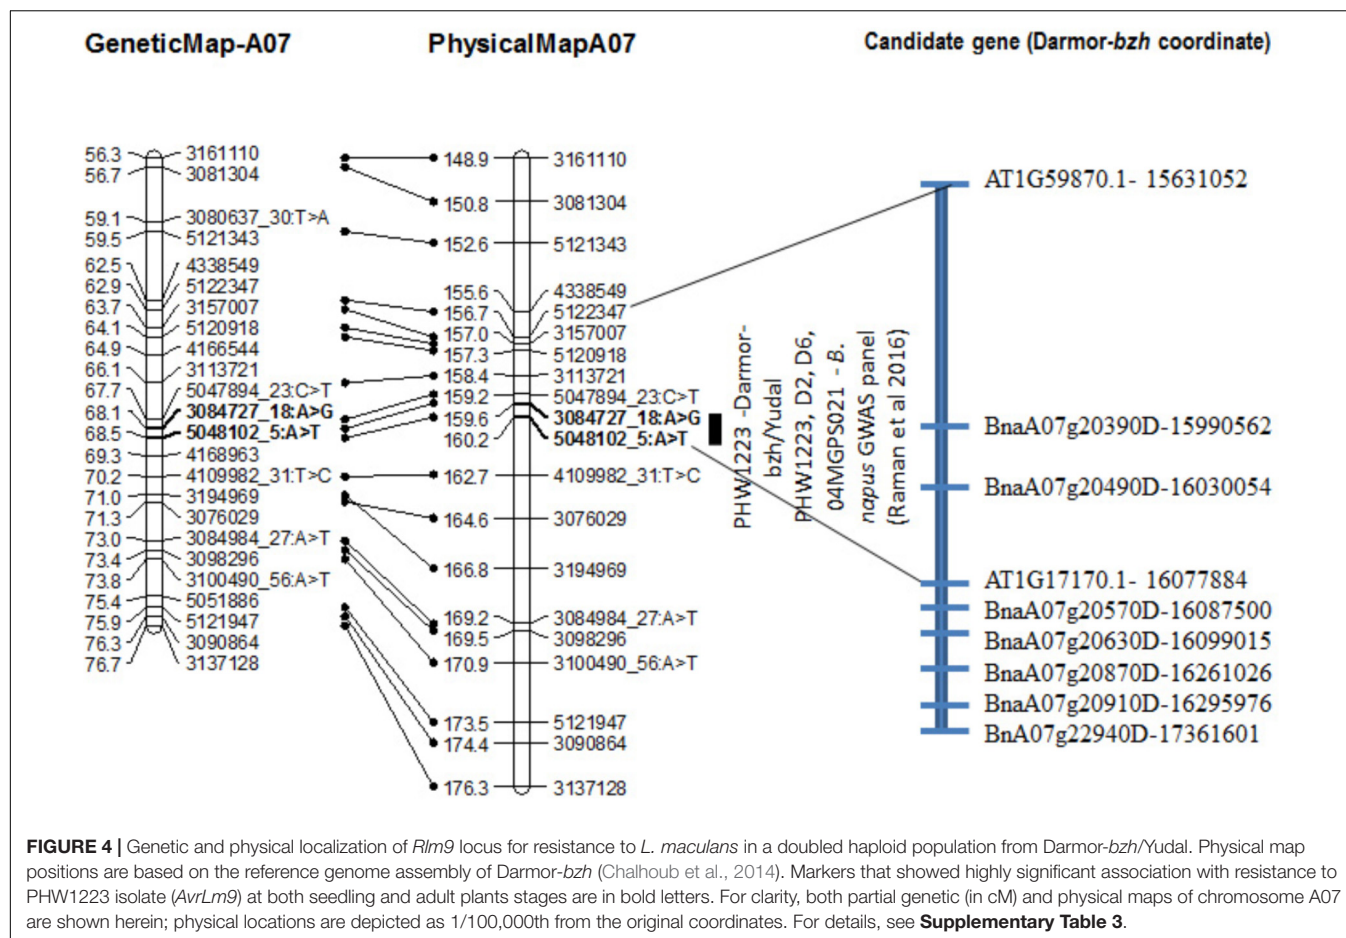 GeneticMap-A07
PhysicalMapA07
Candidate gene (Darmor-bzh coordinate)
56.3 3161110
56.7 3081304
59.1 3080637_30:T>A
59.5 5121343
62.5 4338549
62.9 5122347
63.7 3157007
64.1 5120918
64.9 4166544
66.1 3113721
67.7 5047894_23:C>T
68.1 3084727_18:A>G
68.5 5048102_5:A>T
69.3 4168963
70.2 4109982_31:T>C
71.0 3194969
71.3 3076029
73.0 3084984_27:A>T
73.4 3098296
73.8 3100490_56:A>T
75.4 5051886
75.9 5121947
76.3 3090864
76.7 3137128
148.9 3161110
150.8 3081304
152.6 5121343
155.6 4338549
156.7 5122347
157.0 3157007
157.3 5120918
158.4 3113721
159.2 5047894_23:C>T
159.6 3084727_18:A>G
160.2 5048102_5:A>T
162.7 4109982_31:T>C
164.6 3076029
166.8 3194969
169.2 3084984_27:A>T
169.5 3098296
170.9 3100490_56:A>T
173.5 5121947
174.4 3090864
176.3 3137128
PHW1223 -Darmor-
bzh/Yudal
PHW1223, D2, D6,
04MGPS021 - B.
napus GWAS panel
(Raman et al 2016)
AT1G59870.1- 15631052
BnaA07g20390D-15990562
BnaA07g20490D-16030054
AT1G17170.1- 16077884
BnaA07g20570D-16087500
BnaA07g20630D-16099015
BnaA07g20870D-16261026
BnaA07g20910D-16295976
BnA07g22940D-17361601
FIGURE 4 | Genetic and physical localization of Rlm9 locus for resistance to L. maculans in a doubled haploid population from Darmor-bzh/Yudal. Physical map
positions are based on the reference genome assembly of Darmor-bzh (Chalhoub et al., 2014). Markers that showed highly significant association with resistance to
PHW1223 isolate (AvrLm9) at both seedling and adult plants stages are in bold letters. For clarity, both partial genetic (in cM) and physical maps of chromosome A07
are shown herein; physical locations are depicted as 1/100,000th from the original coordinates. For details, see Supplementary Table 3.